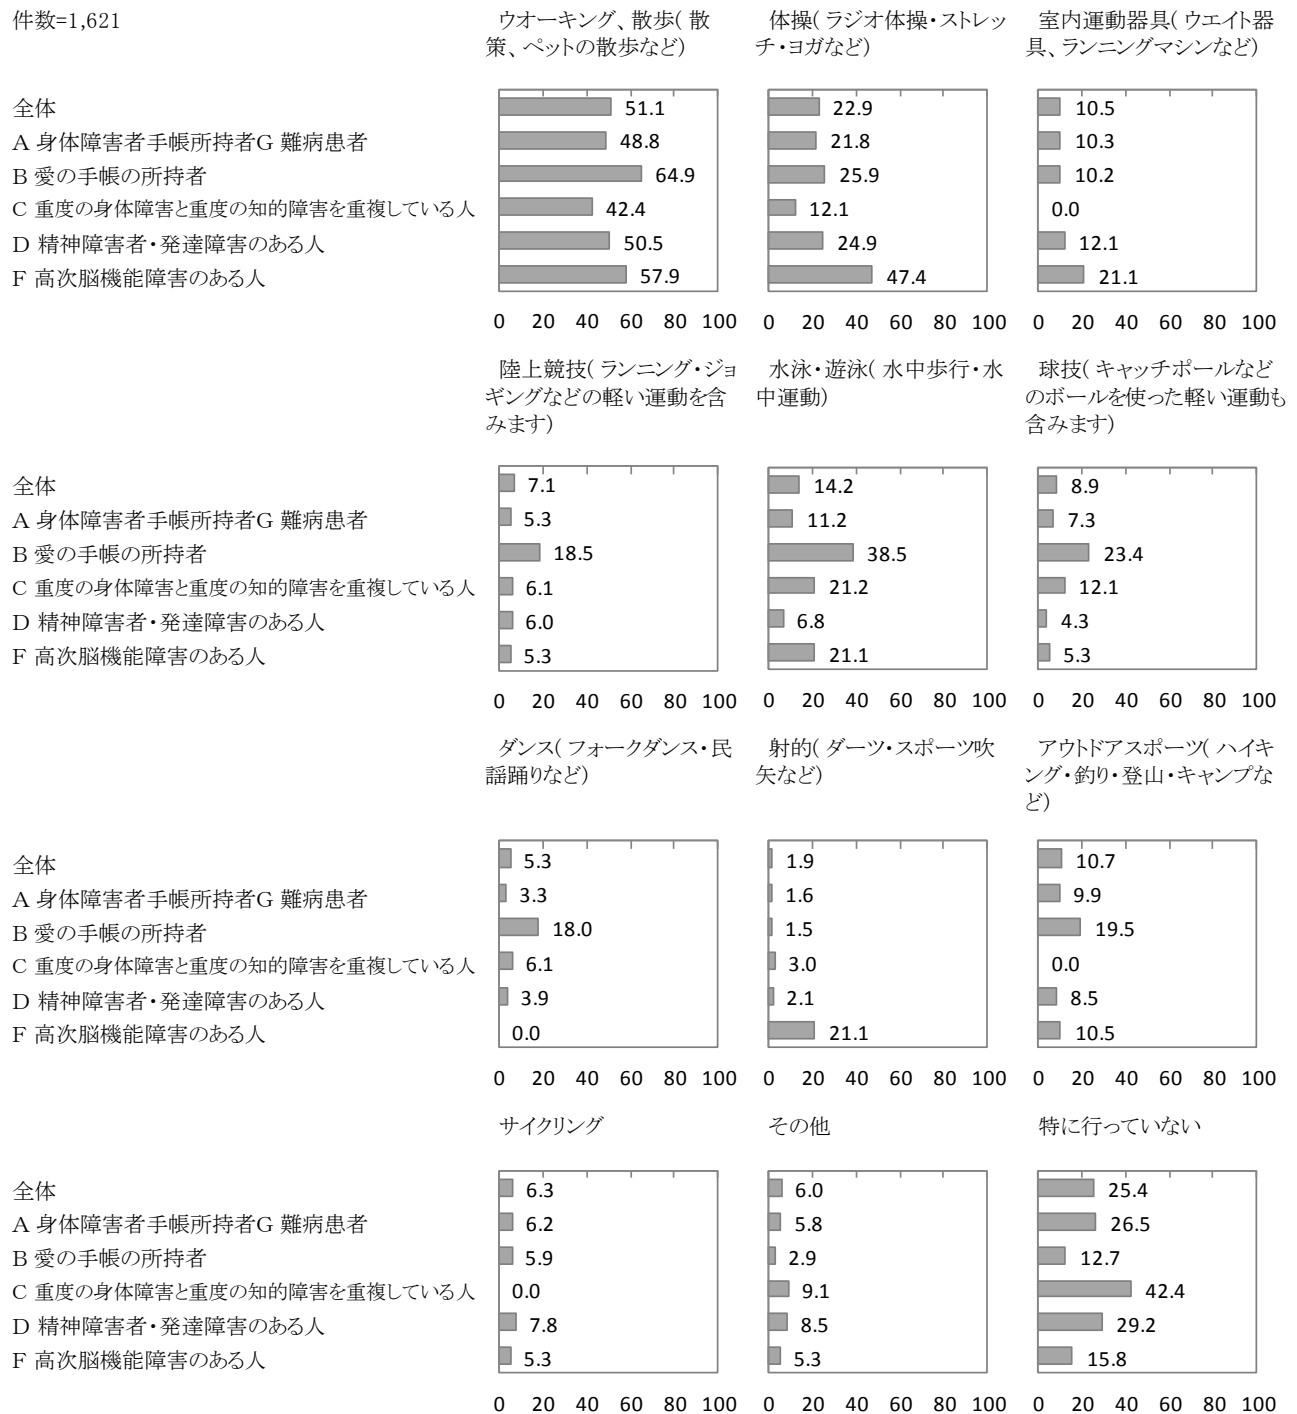 件数=1,621
ウオーキング、散歩( 散
策、ペットの散歩など)
体操( ラジオ体操・ストレッ
チ・ヨガなど)
室内運動器具( ウエイト器
具、ランニングマシンなど)
全体 51.1 22.9 10.5
A 身体障害者手帳所持者G 難病患者 48.8 21.8 10.3
B 愛の手帳の所持者 64.9 25.9 10.2
C 重度の身体障害と重度の知的障害を重複している人 42.4 12.1 0.0
D 精神障害者・発達障害のある人 50.5 24.9 12.1
F 高次脳機能障害のある人 57.9 47.4 21.1
0 20 40 60 80 100 0 20 40 60 80 100 0 20 40 60 80 100
陸上競技( ランニング・ジョ
ギングなどの軽い運動を含
みます)
水泳・遊泳( 水中歩行・水
中運動)
球技( キャッチボールなど
のボールを使った軽い運動も
含みます)
全体 7.1 14.2 8.9
A 身体障害者手帳所持者G 難病患者 5.3 11.2 7.3
B 愛の手帳の所持者 18.5 38.5 23.4
C 重度の身体障害と重度の知的障害を重複している人 6.1 21.2 12.1
D 精神障害者・発達障害のある人 6.0 6.8 4.3
F 高次脳機能障害のある人 5.3 21.1 5.3
0 20 40 60 80 100 0 20 40 60 80 100 0 20 40 60 80 100
ダンス( フォークダンス・民
謡踊りなど)
射的( ダーツ・スポーツ吹
矢など)
アウトドアスポーツ( ハイキ
ング・釣り・登山・キャンプな
ど)
全体 5.3 1.9 10.7
A 身体障害者手帳所持者G 難病患者 3.3 1.6 9.9
B 愛の手帳の所持者 18.0 1.5 19.5
C 重度の身体障害と重度の知的障害を重複している人 6.1 3.0 0.0
D 精神障害者・発達障害のある人 3.9 2.1 8.5
F 高次脳機能障害のある人 0.0 21.1 10.5
0 20 40 60 80 100 0 20 40 60 80 100 0 20 40 60 80 100
サイクリング
その他
特に行っていない
全体 6.3 6.0 25.4
A 身体障害者手帳所持者G 難病患者 6.2 5.8 26.5
B 愛の手帳の所持者 5.9 2.9 12.7
C 重度の身体障害と重度の知的障害を重複している人 0.0 9.1 42.4
D 精神障害者・発達障害のある人 7.8 8.5 29.2
F 高次脳機能障害のある人 5.3 5.3 15.8
0 20 40 60 80 100 0 20 40 60 80 100 0 20 40 60 80 100